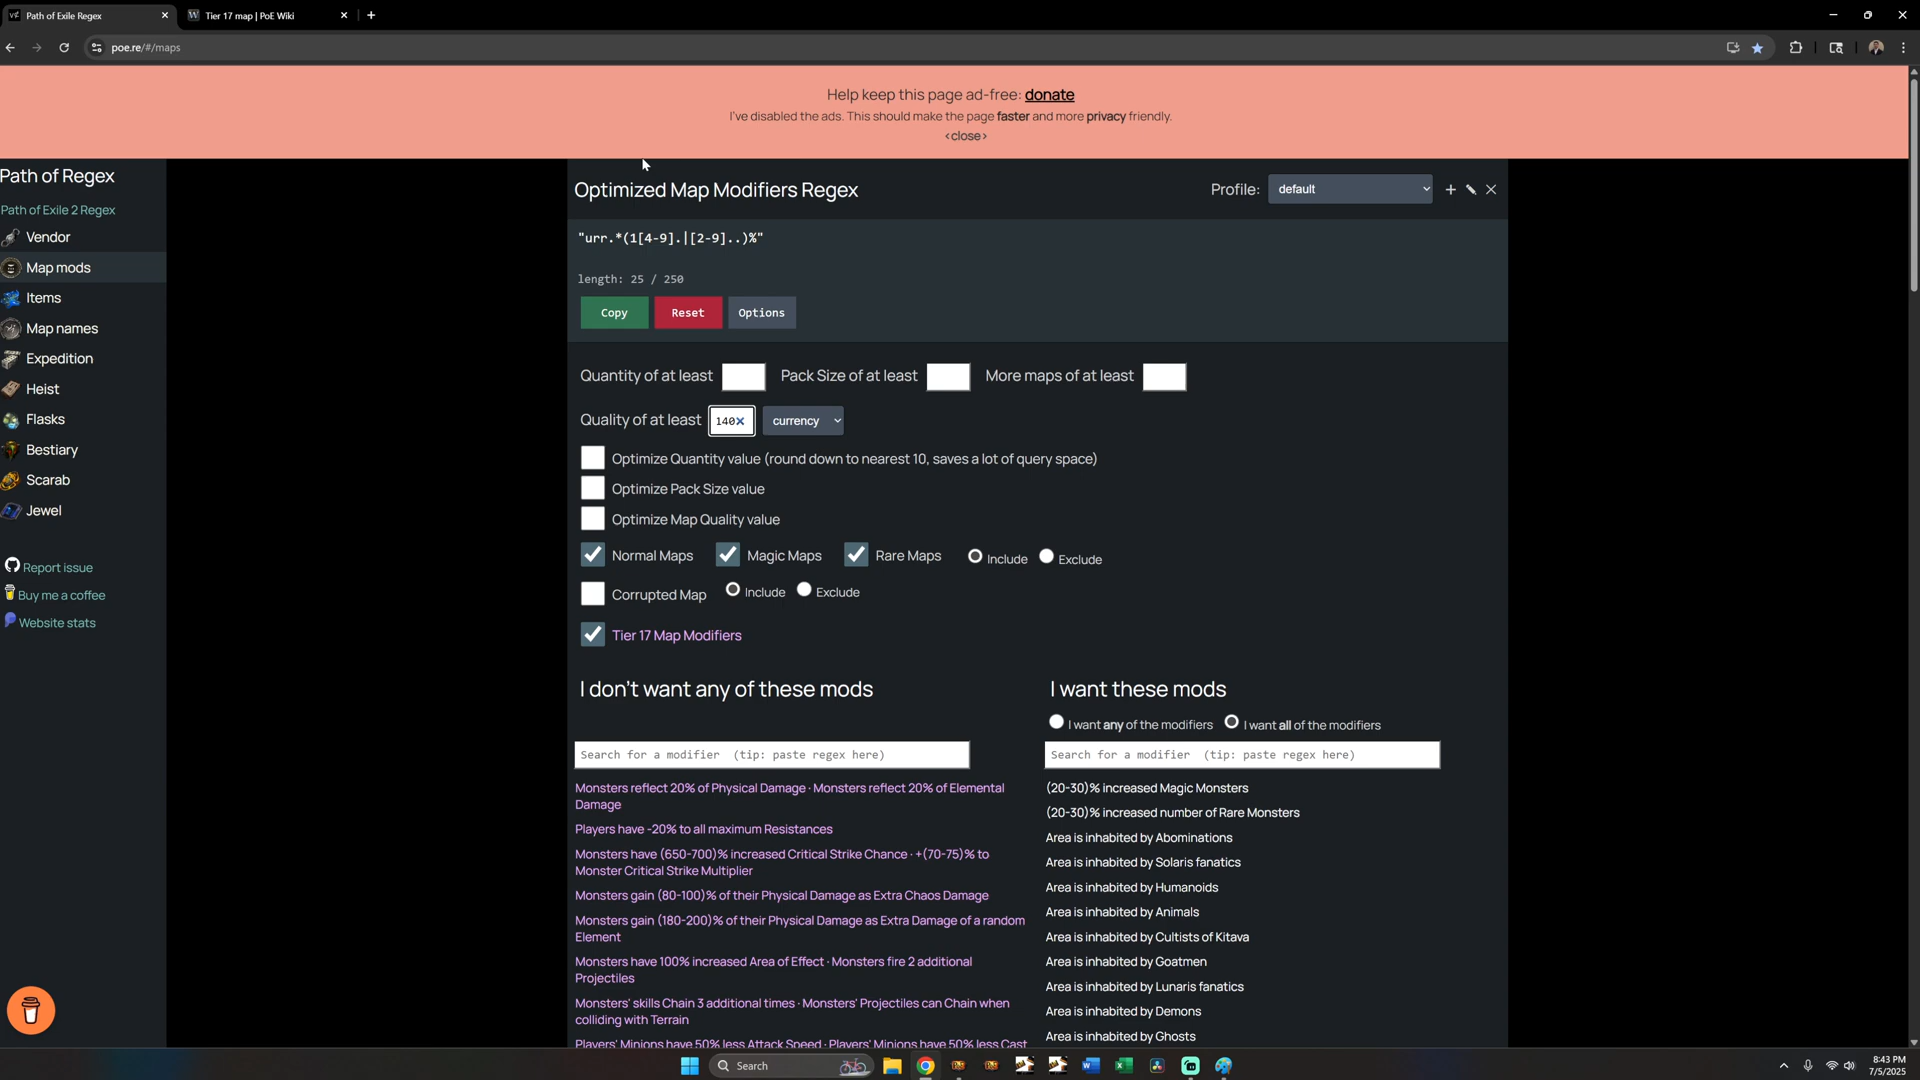 Path of Exile Regex
Tier 17 map | PoE Wiki
poe.re/#/maps
Help keep this page ad-free: donate
I've disabled the ads. This should make the page faster and more privacy friendly.
<close>
Path of Regex
Path of Exile 2 Regex
Vendor
Map mods
Items
Map names
Expedition
Heist
Flasks
Bestiary
Scarab
Jewel
Report issue
Buy me a coffee
Website stats
Optimized Map Modifiers Regex
Profile: default
"urr.*(1[4-9].|[2-9]..)%"
length: 25 / 250
Copy Reset Options
Quantity of at least Pack Size of at least More maps of at least
Quality of at least 140 currency
Optimize Quantity value (round down to nearest 10, saves a lot of query space)
Optimize Pack Size value
Optimize Map Quality value
Normal Maps Magic Maps Rare Maps Include Exclude
Corrupted Map Include Exclude
Tier 17 Map Modifiers
I don't want any of these mods
Search for a modifier (tip: paste regex here)
Monsters reflect 20% of Physical Damage · Monsters reflect 20% of Elemental
Damage
Players have -20% to all maximum Resistances
Monsters have (650-700)% increased Critical Strike Chance · +(70-75)% to
Monster Critical Strike Multiplier
Monsters gain (80-100)% of their Physical Damage as Extra Chaos Damage
Monsters gain (180-200)% of their Physical Damage as Extra Damage of a random
Element
Monsters have 100% increased Area of Effect · Monsters fire 2 additional
Projectiles
Monsters' skills Chain 3 additional times · Monsters' Projectiles can Chain when
colliding with Terrain
Players' Minions have 50% less Attack Speed · Players' Minions have 50% less Cast
I want these mods
I want any of the modifiers I want all of the modifiers
Search for a modifier (tip: paste regex here)
(20-30)% increased Magic Monsters
(20-30)% increased number of Rare Monsters
Area is inhabited by Abominations
Area is inhabited by Solaris fanatics
Area is inhabited by Humanoids
Area is inhabited by Animals
Area is inhabited by Cultists of Kitava
Area is inhabited by Goatmen
Area is inhabited by Lunaris fanatics
Area is inhabited by Demons
Area is inhabited by Ghosts
Search
8:43 PM
7/5/2025